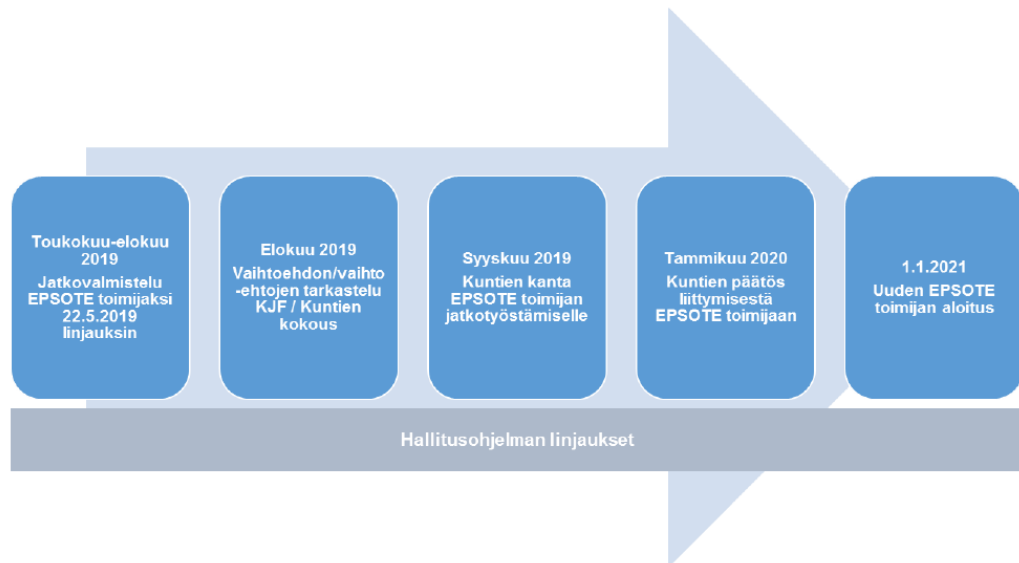 Toukokuu-elokuu
2019
Jatkovalmistelu
EPSOTE toimijaksi
22.5.2019
linjauksin
Elokuu 2019
Vaihtoehdon/vaihto
-ehtojen tarkastelu
KJF / Kuntien
kokous
Syyskuu 2019
Kuntien kanta
EPSOTE toimijan
jatkotyöstämiselle
Tammikuu 2020
Kuntien päätös
liittymisestä
EPSOTE toimijaan
1.1.2021
Uuden EPSOTE
toimijan aloitus
Hallitusohjelman linjaukset